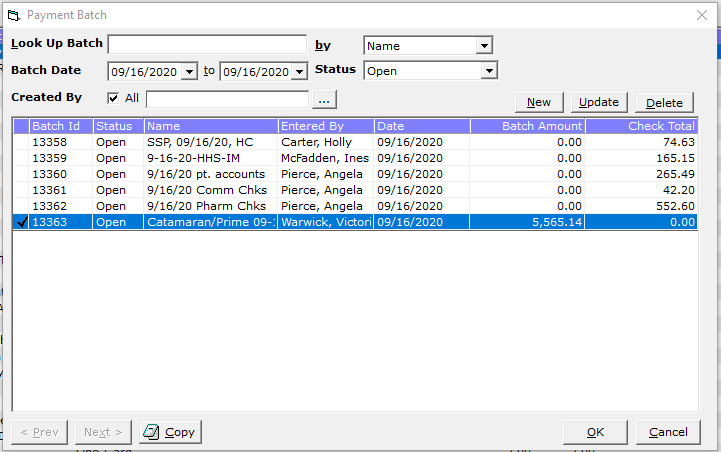 Payment Batch
Look Up Batch by Name
Batch Date 09/16/2020 to 09/16/2020 Status Open
Created By All ...
New Update Delete
Batch Id Status Name Entered By Date Batch Amount Check Total
13358 Open SSP, 09/16/20, HC Carter, Holly 09/16/2020 0.00 74.63
13359 Open 9-16-20-HHS-IM McFadden, Ines 09/16/2020 0.00 165.15
13360 Open 9/16/20 pt. accounts Pierce, Angela 09/16/2020 0.00 265.49
13361 Open 9/16/20 Comm Chks Pierce, Angela 09/16/2020 0.00 42.20
13362 Open 9/16/20 Pharm Chks Pierce, Angela 09/16/2020 0.00 552.60
13363 Open Catamaran/Prime 09- Warwick, Victori 09/16/2020 5,565.14 0.00
< Prev Next > Copy OK Cancel